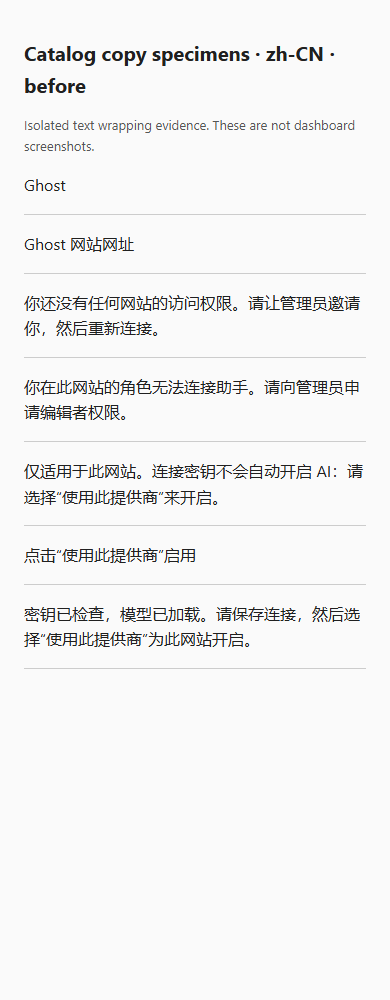 Catalog copy specimens · zh-CN ·
before
Isolated text wrapping evidence. These are not dashboard
screenshots.
Ghost
Ghost 网站网址
你还没有任何网站的访问权限。请让管理员邀请
你，然后重新连接。
你在此网站的角色无法连接助手。请向管理员申
请编辑者权限。
仅适用于此网站。连接密钥不会自动开启 AI：请
选择“使用此提供商”来开启。
点击“使用此提供商”启用
密钥已检查，模型已加载。请保存连接，然后选
择“使用此提供商”为此网站开启。